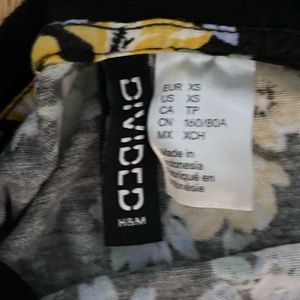 DIVIDED
H&M
EUR XS
US XS
CA TP
CN 160/80A
MX XCH
Made in
Indonesia
Fabriqué en
Indonésie